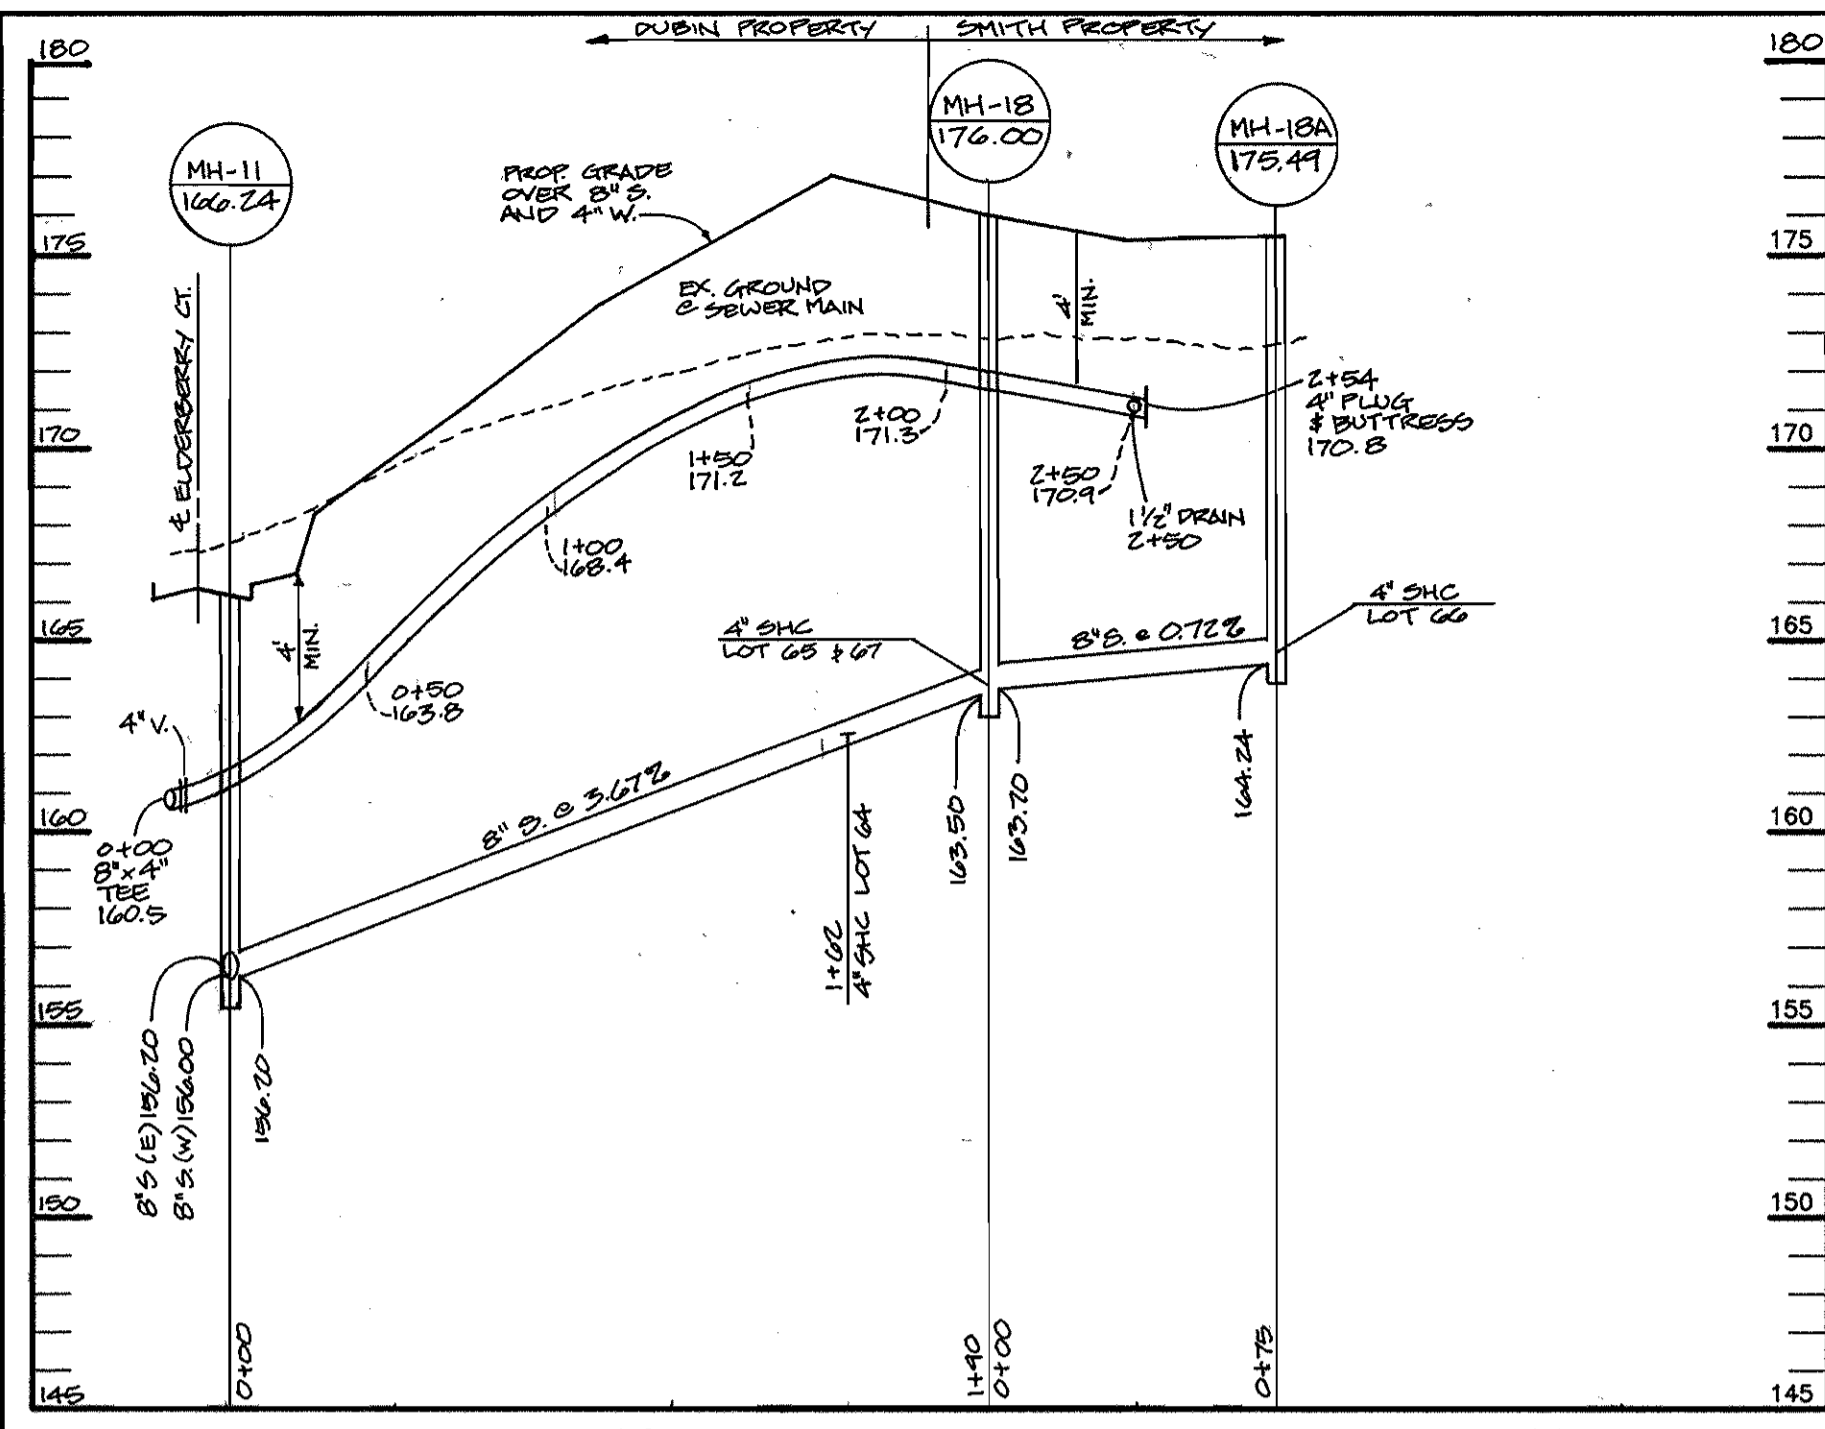 DUBIN PROPERTY
SMITH PROPERTY
180
180
MH-11
166.24
MH-18
176.00
MH-18A
175.49
PROP. GRADE
OVER 8" S.
AND 4" W.
175
175
℄ ELDERBERRY CT.
EX. GROUND
@ SEWER MAIN
4' MIN.
170
170
1+50
171.2
2+00
171.3
2+50
170.9
1½" DRAIN
2+50
2+54
4" PLUG
& BUTTRESS
170.8
1+00
168.4
165
165
4' MIN.
0+50
163.8
4" SHC
LOT 65 & 67
8" S. @ 0.72%
4" SHC
LOT 66
4" V.
160
160
0+00
8" x 4"
TEE
160.5
8" S. @ 3.67%
1+62
4" SHC LOT 64
163.50
163.70
164.24
155
155
8" S (E) 156.20
8" S. (W) 156.00
156.20
150
150
145
145
0+00
1+90
0+00
0+75